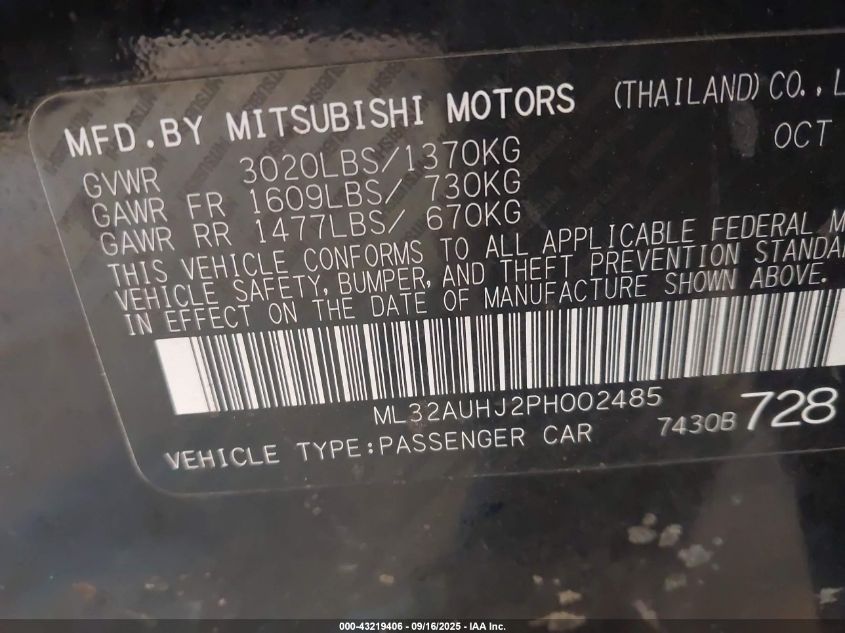 MFD.BY MITSUBISHI MOTORS (THAILAND) CO., L
OCT
GVWR 3020LBS/1370KG
GAWR FR 1609LBS/ 730KG
GAWR RR 1477LBS/ 670KG
THIS VEHICLE CONFORMS TO ALL APPLICABLE FEDERAL M
VEHICLE SAFETY, BUMPER, AND THEFT PREVENTION STANDA
IN EFFECT ON THE DATE OF MANUFACTURE SHOWN ABOVE.
ML32AUHJ2PH002485
7430B 728
VEHICLE TYPE:PASSENGER CAR
000-43219406 - 09/16/2025 - IAA Inc.